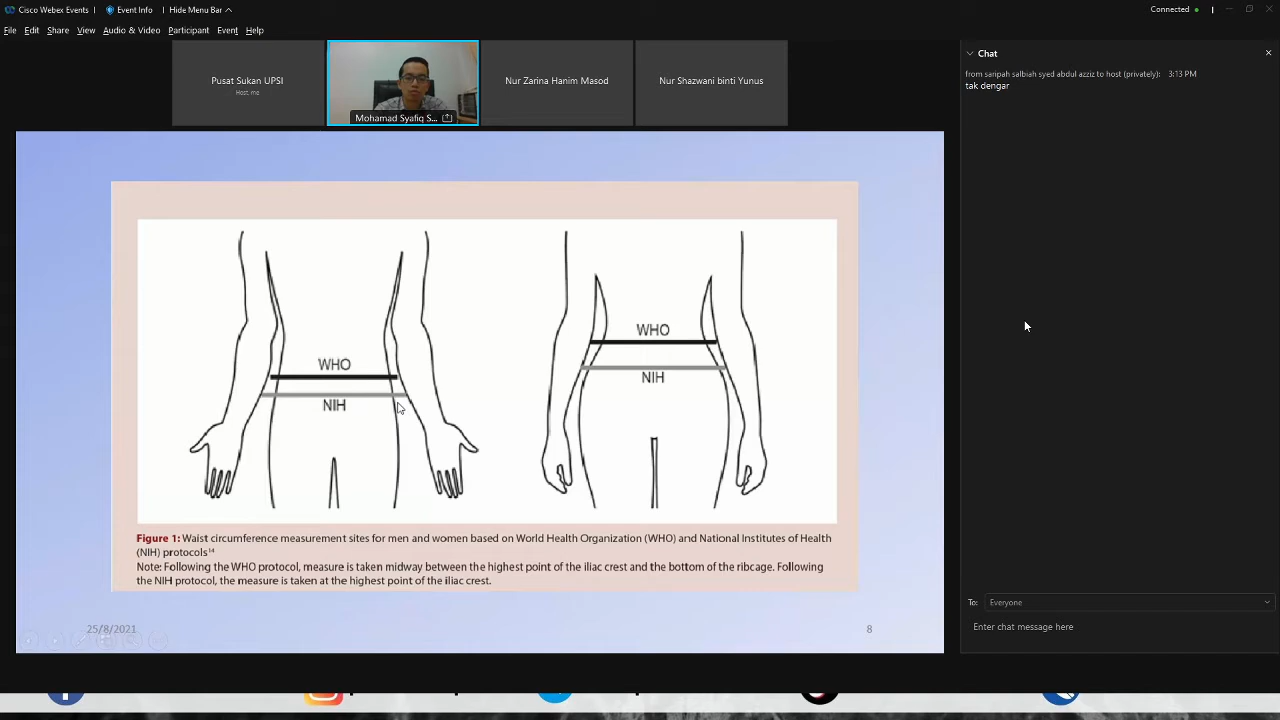 Cisco Webex Events
Event Info
Hide Menu Bar
Connected
File Edit Share View Audio & Video Participant Event Help
Pusat Sukan UPSI
Host, me
Mohamad Syafiq S...
Nur Zarina Hanim Masod
Nur Shazwani binti Yunus
Chat
from saripah salbiah syed abdul azziz to host (privately): 3:13 PM
tak dengar
WHO
NIH
WHO
NIH
Figure 1: Waist circumference measurement sites for men and women based on World Health Organization (WHO) and National Institutes of Health
(NIH) protocols14
Note: Following the WHO protocol, measure is taken midway between the highest point of the iliac crest and the bottom of the ribcage. Following
the NIH protocol, the measure is taken at the highest point of the iliac crest.
25/8/2021
8
To: Everyone
Enter chat message here